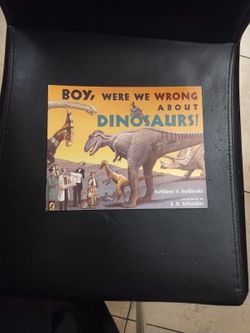 BOY, WERE WE WRONG
ABOUT
DINOSAURS!
Kathleen V. Kudlinski
ILLUSTRATED BY
S. D. Schindler